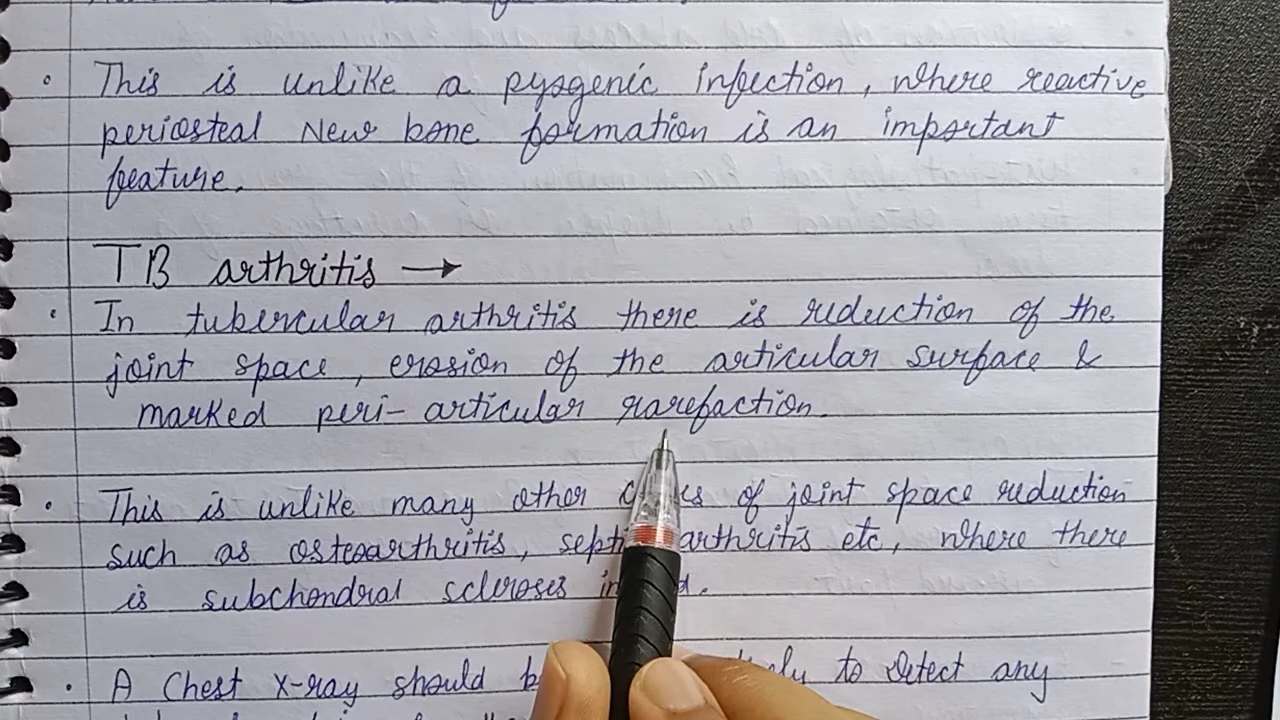 • This is unlike a pyogenic infection, where reactive
periosteal New bone formation is an important
feature.
TB arthritis →
• In tubercular arthritis there is reduction of the
joint space, erosion of the articular surface &
marked peri-articular rarefaction.
• This is unlike many other of joint space reduction
such as osteoarthritis, septi arthritis etc, where there
is subchondral scleroses
• A Chest X-ray should to detect any